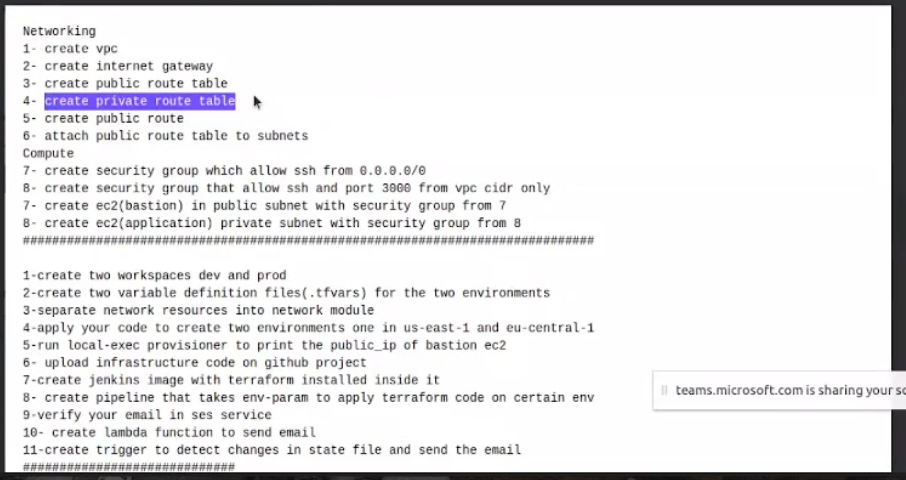 Networking
1- create vpc
2- create internet gateway
3- create public route table
4- create private route table
5- create public route
6- attach public route table to subnets
Compute
7- create security group which allow ssh from 0.0.0.0/0
8- create security group that allow ssh and port 3000 from vpc cidr only
7- create ec2(bastion) in public subnet with security group from 7
8- create ec2(application) private subnet with security group from 8
##############################################################################
1-create two workspaces dev and prod
2-create two variable definition files(.tfvars) for the two environments
3-separate network resources into network module
4-apply your code to create two environments one in us-east-1 and eu-central-1
5-run local-exec provisioner to print the public_ip of bastion ec2
6- upload infrastructure code on github project
7-create jenkins image with terraform installed inside it
8- create pipeline that takes env-param to apply terraform code on certain env
9-verify your email in ses service
10- create lambda function to send email
11-create trigger to detect changes in state file and send the email
#############################
teams.microsoft.com is sharing your